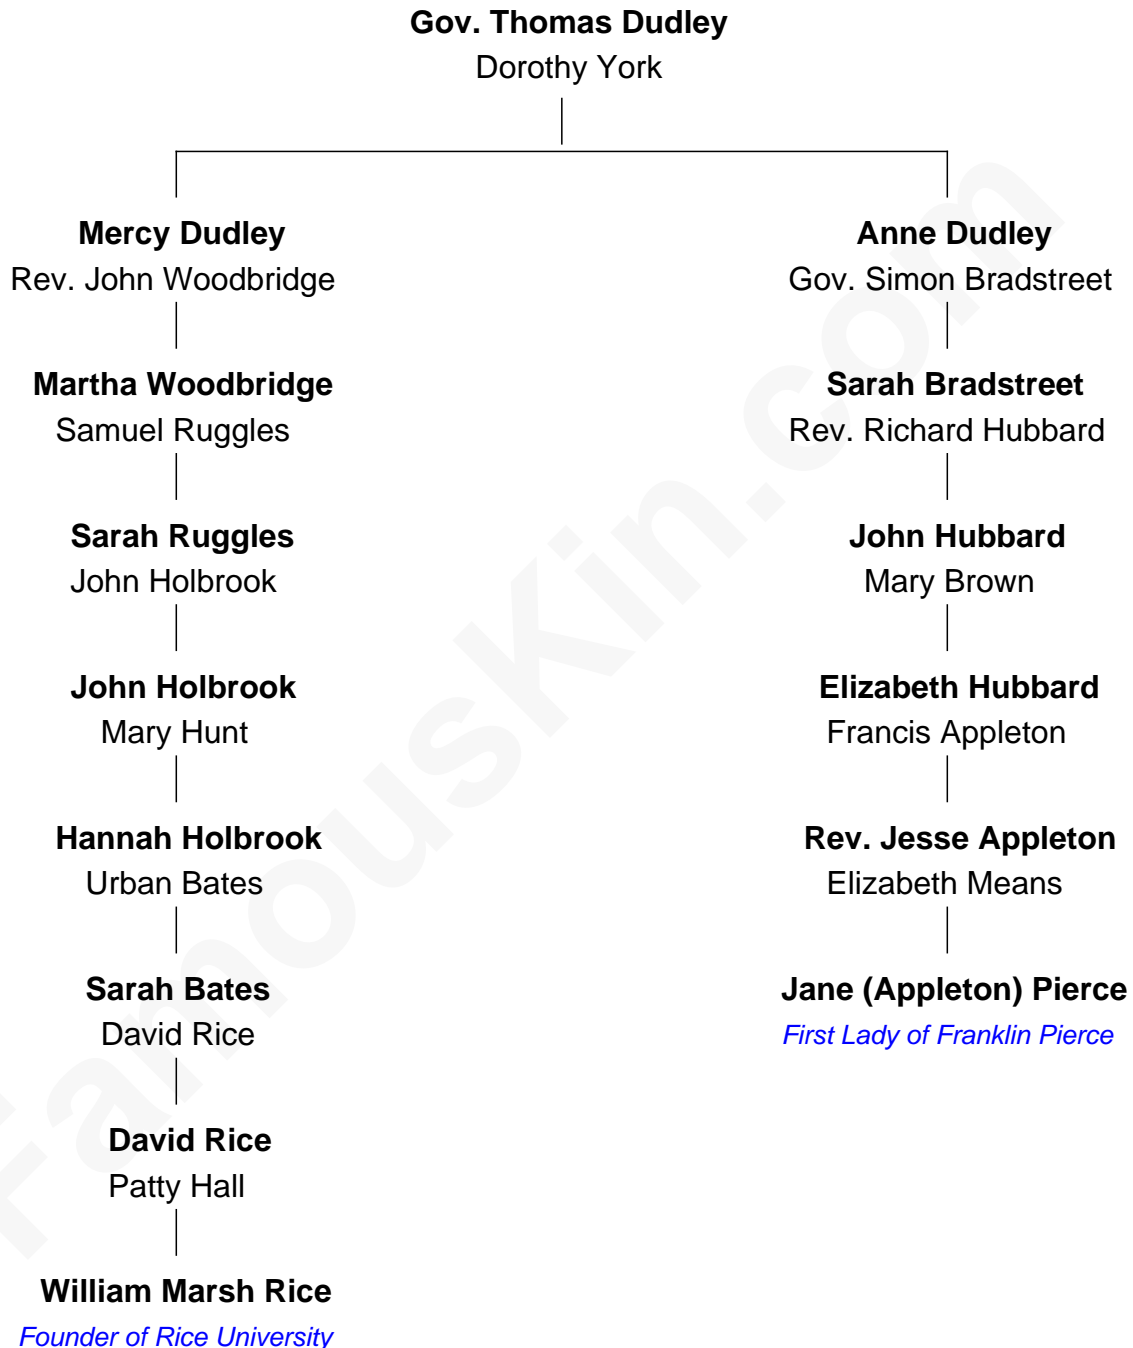 Gov. Thomas Dudley
Dorothy York
Mercy Dudley
Rev. John Woodbridge
Martha Woodbridge
Samuel Ruggles
Sarah Ruggles
John Holbrook
John Holbrook
Mary Hunt
Hannah Holbrook
Urban Bates
Sarah Bates
David Rice
David Rice
Patty Hall
William Marsh Rice
Founder of Rice University
Anne Dudley
Gov. Simon Bradstreet
Sarah Bradstreet
Rev. Richard Hubbard
John Hubbard
Mary Brown
Elizabeth Hubbard
Francis Appleton
Rev. Jesse Appleton
Elizabeth Means
Jane (Appleton) Pierce
First Lady of Franklin Pierce
FamousKin.com